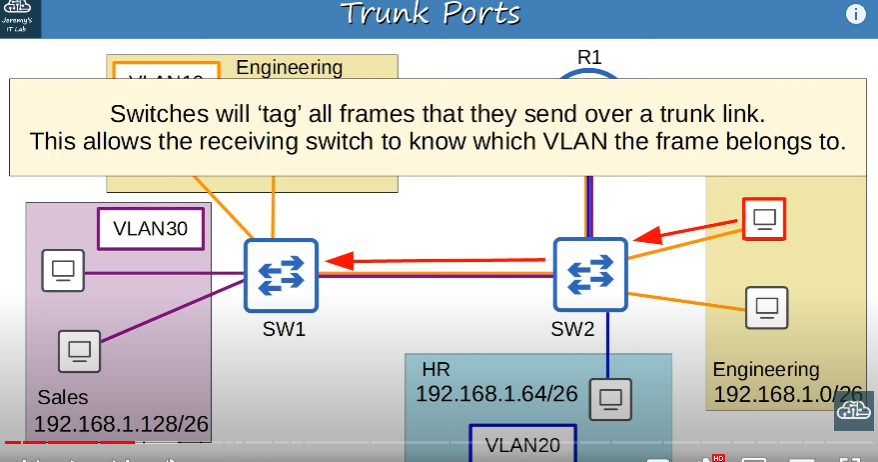 Jeremy's
IT Lab
Trunk Ports
i
R1
Engineering
VLAN10
Switches will ‘tag’ all frames that they send over a trunk link.
This allows the receiving switch to know which VLAN the frame belongs to.
VLAN30
SW1
SW2
Sales
192.168.1.128/26
HR
192.168.1.64/26
VLAN20
Engineering
192.168.1.0/26
HD